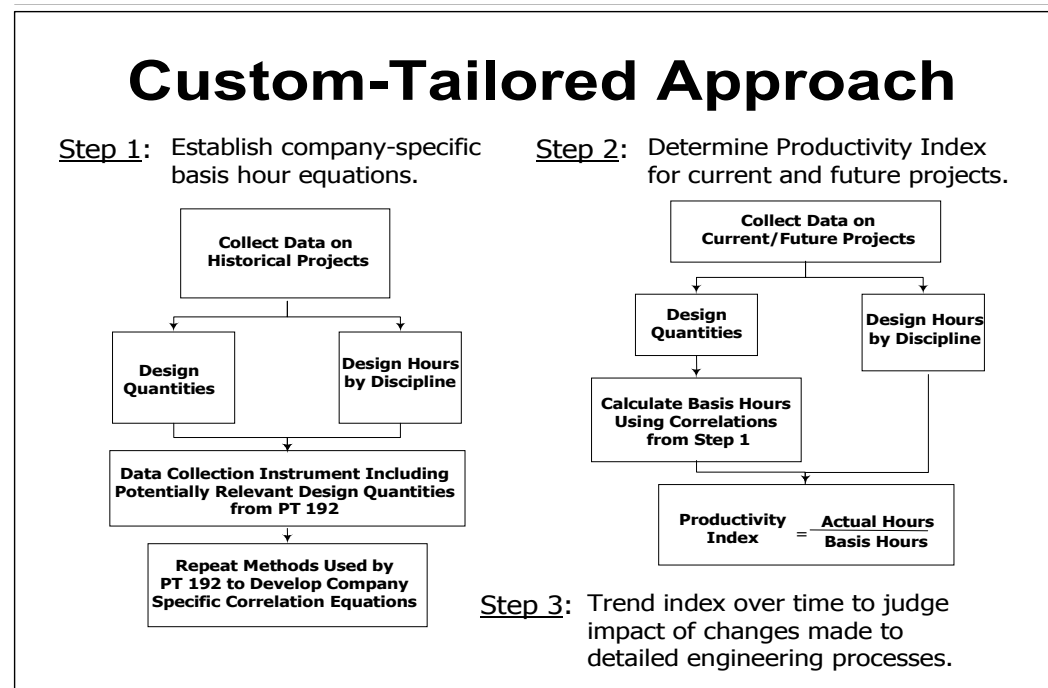 Custom-Tailored Approach
Step 1: Establish company-specific
basis hour equations.
Collect Data on
Historical Projects
Design
Quantities
Design Hours
by Discipline
Data Collection Instrument Including
Potentially Relevant Design Quantities
from PT 192
Repeat Methods Used by
PT 192 to Develop Company
Specific Correlation Equations
Step 2: Determine Productivity Index
for current and future projects.
Collect Data on
Current/Future Projects
Design
Quantities
Design Hours
by Discipline
Calculate Basis Hours
Using Correlations
from Step 1
Productivity
Index
=
Actual Hours
Basis Hours
Step 3: Trend index over time to judge
impact of changes made to
detailed engineering processes.